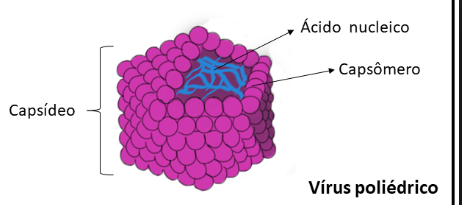 Ácido nucleico
Capsômero
Capsídeo
Vírus poliédrico